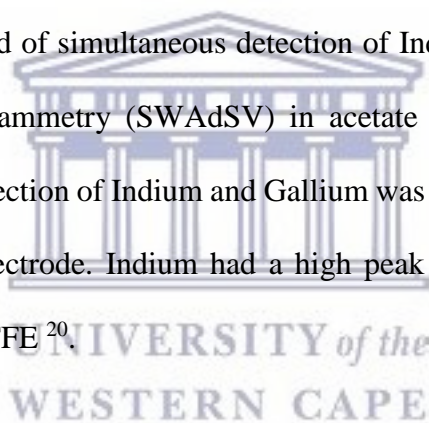 d of simultaneous detection of In
ammetry (SWAdSV) in acetate
ection of Indium and Gallium was
ectrode. Indium had a high peak
FE 20.
UNIVERSITY of the
WESTERN CAPE